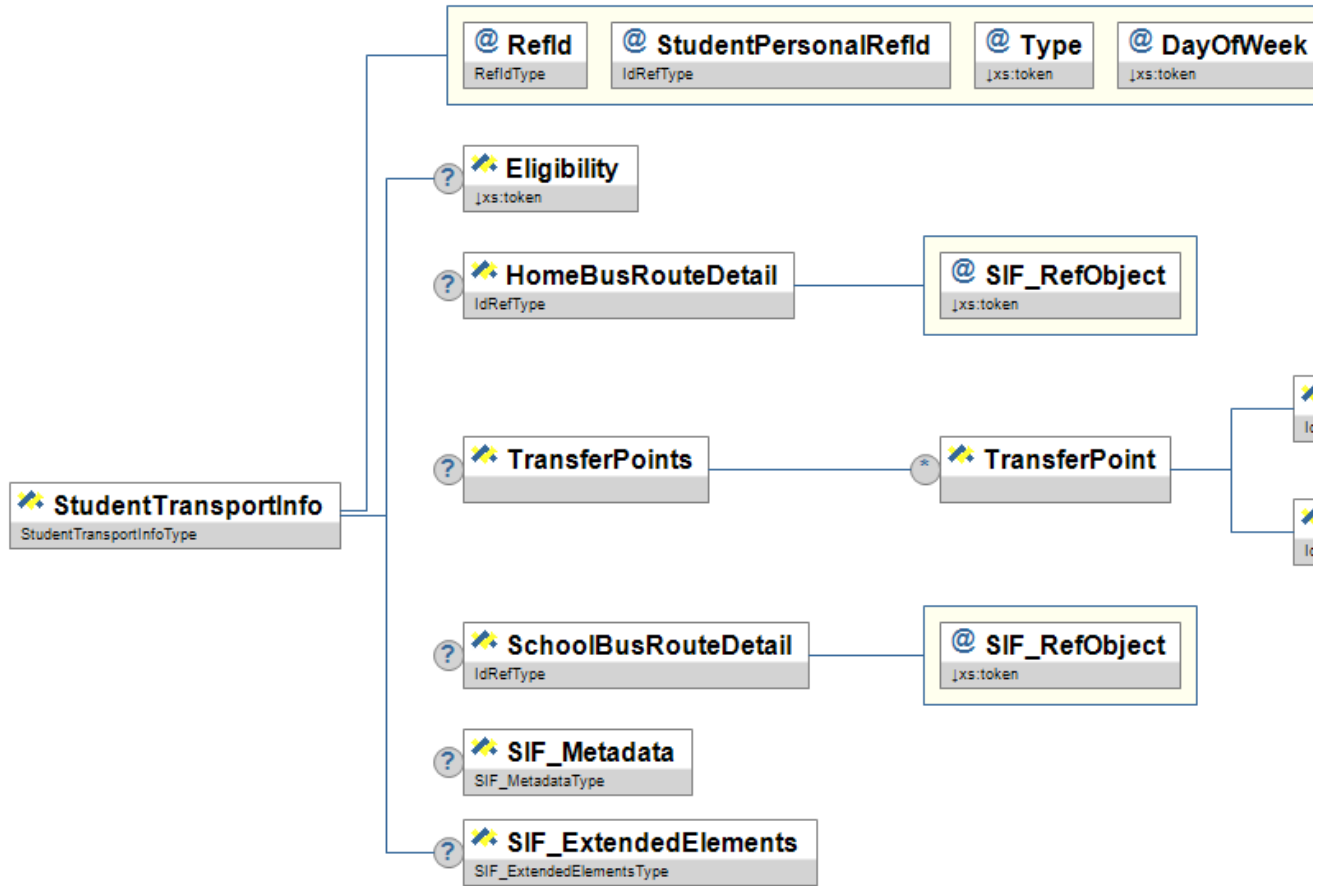 @ RefId
RefIdType
@ StudentPersonalRefId
IdRefType
@ Type
↓xs:token
@ DayOfWeek
↓xs:token
? Eligibility
↓xs:token
? HomeBusRouteDetail
IdRefType
@ SIF_RefObject
↓xs:token
? TransferPoints
* TransferPoint
StudentTransportInfo
StudentTransportInfoType
? SchoolBusRouteDetail
IdRefType
@ SIF_RefObject
↓xs:token
? SIF_Metadata
SIF_MetadataType
? SIF_ExtendedElements
SIF_ExtendedElementsType